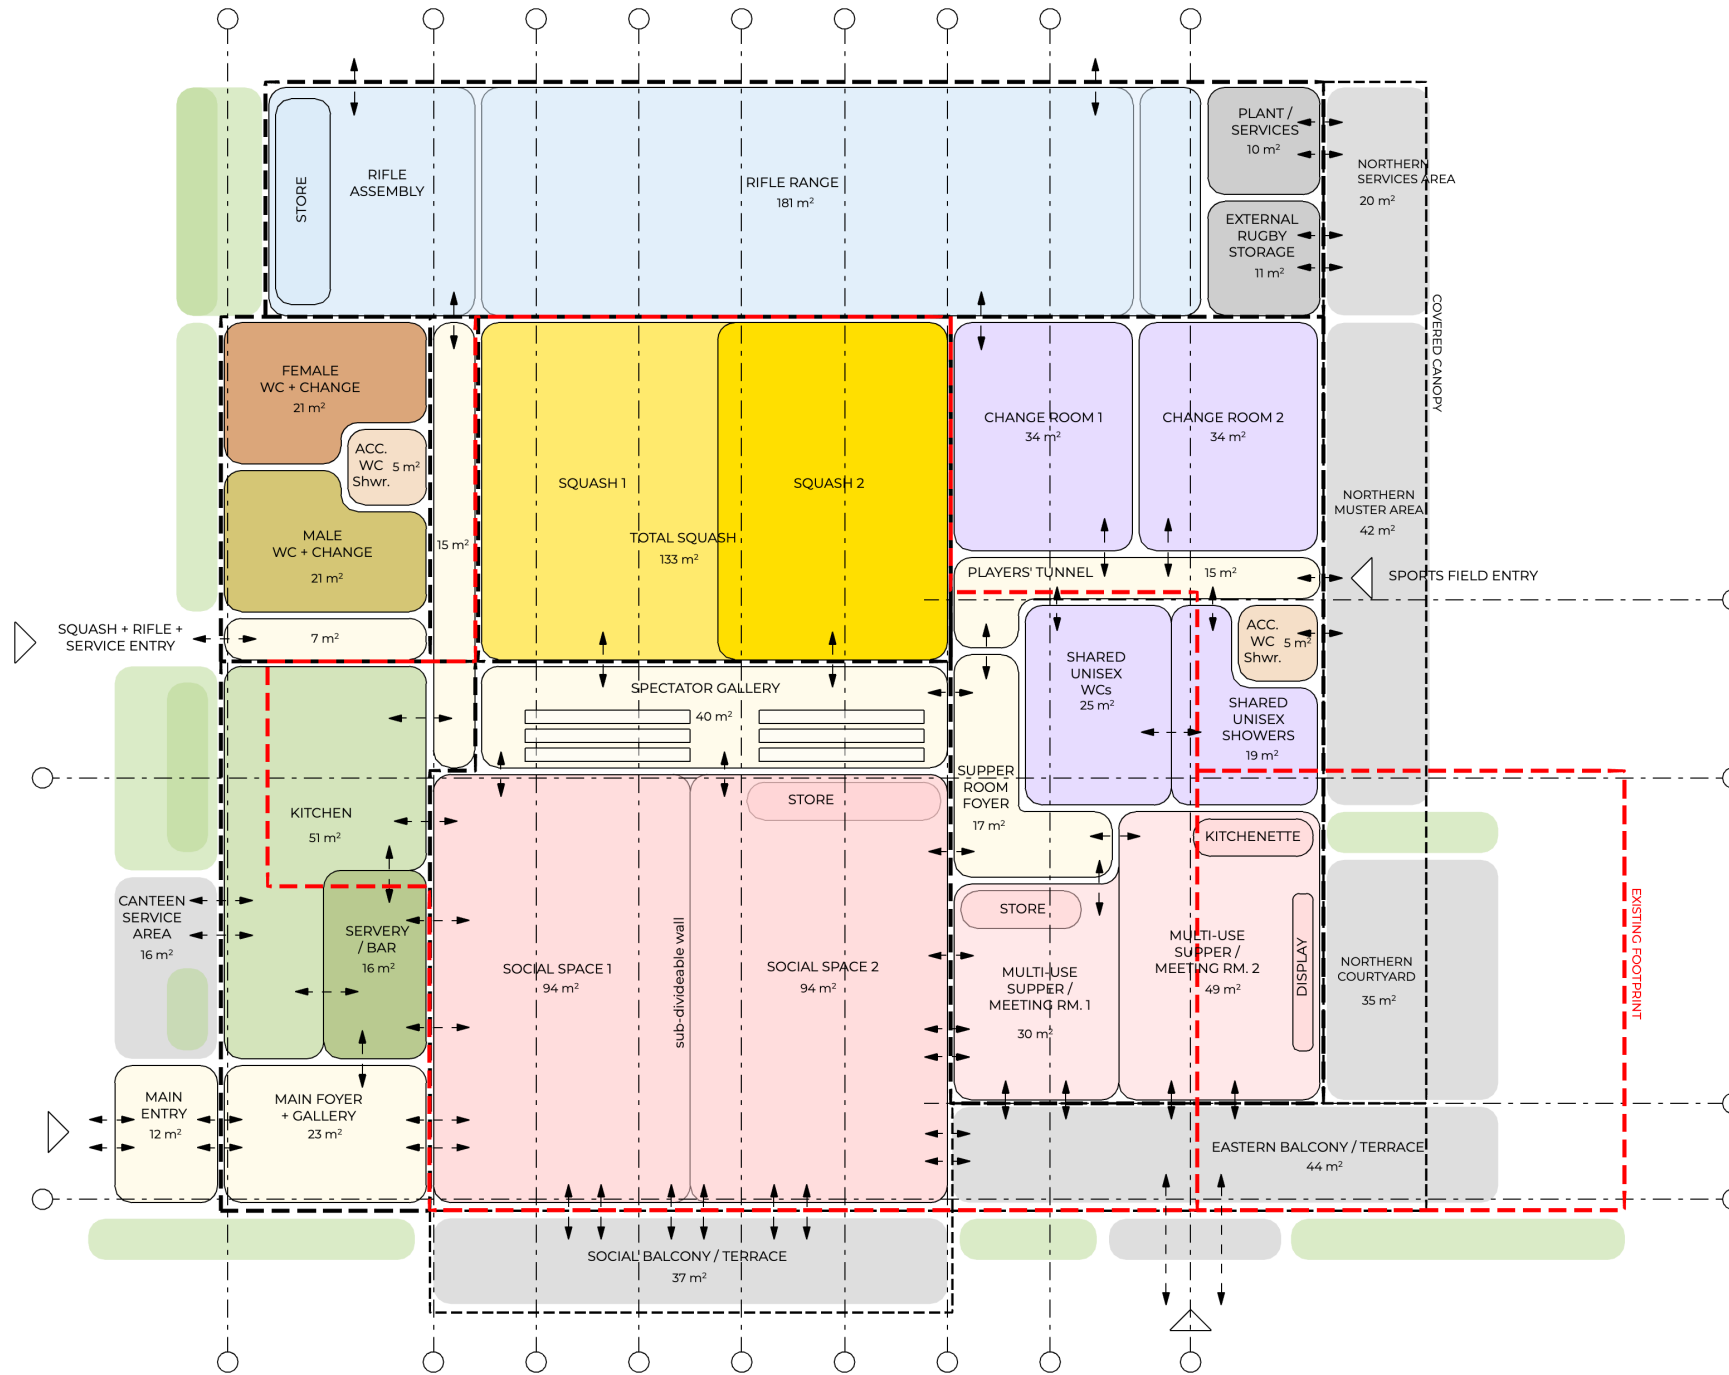 STORE
RIFLE
ASSEMBLY
RIFLE RANGE
181 m²
PLANT /
SERVICES
10 m²
NORTHERN
SERVICES AREA
20 m²
EXTERNAL
RUGBY
STORAGE
11 m²
COVERED CANOPY
FEMALE
WC + CHANGE
21 m²
ACC.
WC
Shwr.
5 m²
MALE
WC + CHANGE
21 m²
15 m²
SQUASH 1
SQUASH 2
TOTAL SQUASH
133 m²
CHANGE ROOM 1
34 m²
CHANGE ROOM 2
34 m²
NORTHERN
MUSTER AREA
42 m²
PLAYERS' TUNNEL
15 m²
SPORTS FIELD ENTRY
SQUASH + RIFLE +
SERVICE ENTRY
7 m²
SHARED
UNISEX
WCs
25 m²
ACC.
WC
Shwr.
5 m²
SHARED
UNISEX
SHOWERS
19 m²
SPECTATOR GALLERY
40 m²
SUPPER
ROOM
FOYER
17 m²
KITCHEN
51 m²
STORE
KITCHENETTE
CANTEEN
SERVICE
AREA
16 m²
SERVERY
/ BAR
16 m²
SOCIAL SPACE 1
94 m²
sub-divideable wall
SOCIAL SPACE 2
94 m²
STORE
MULTI-USE
SUPPER /
MEETING RM. 1
30 m²
MULTI-USE
SUPPER /
MEETING RM. 2
49 m²
DISPLAY
NORTHERN
COURTYARD
35 m²
EXISTING FOOTPRINT
MAIN
ENTRY
12 m²
MAIN FOYER
+ GALLERY
23 m²
EASTERN BALCONY / TERRACE
44 m²
SOCIAL BALCONY / TERRACE
37 m²